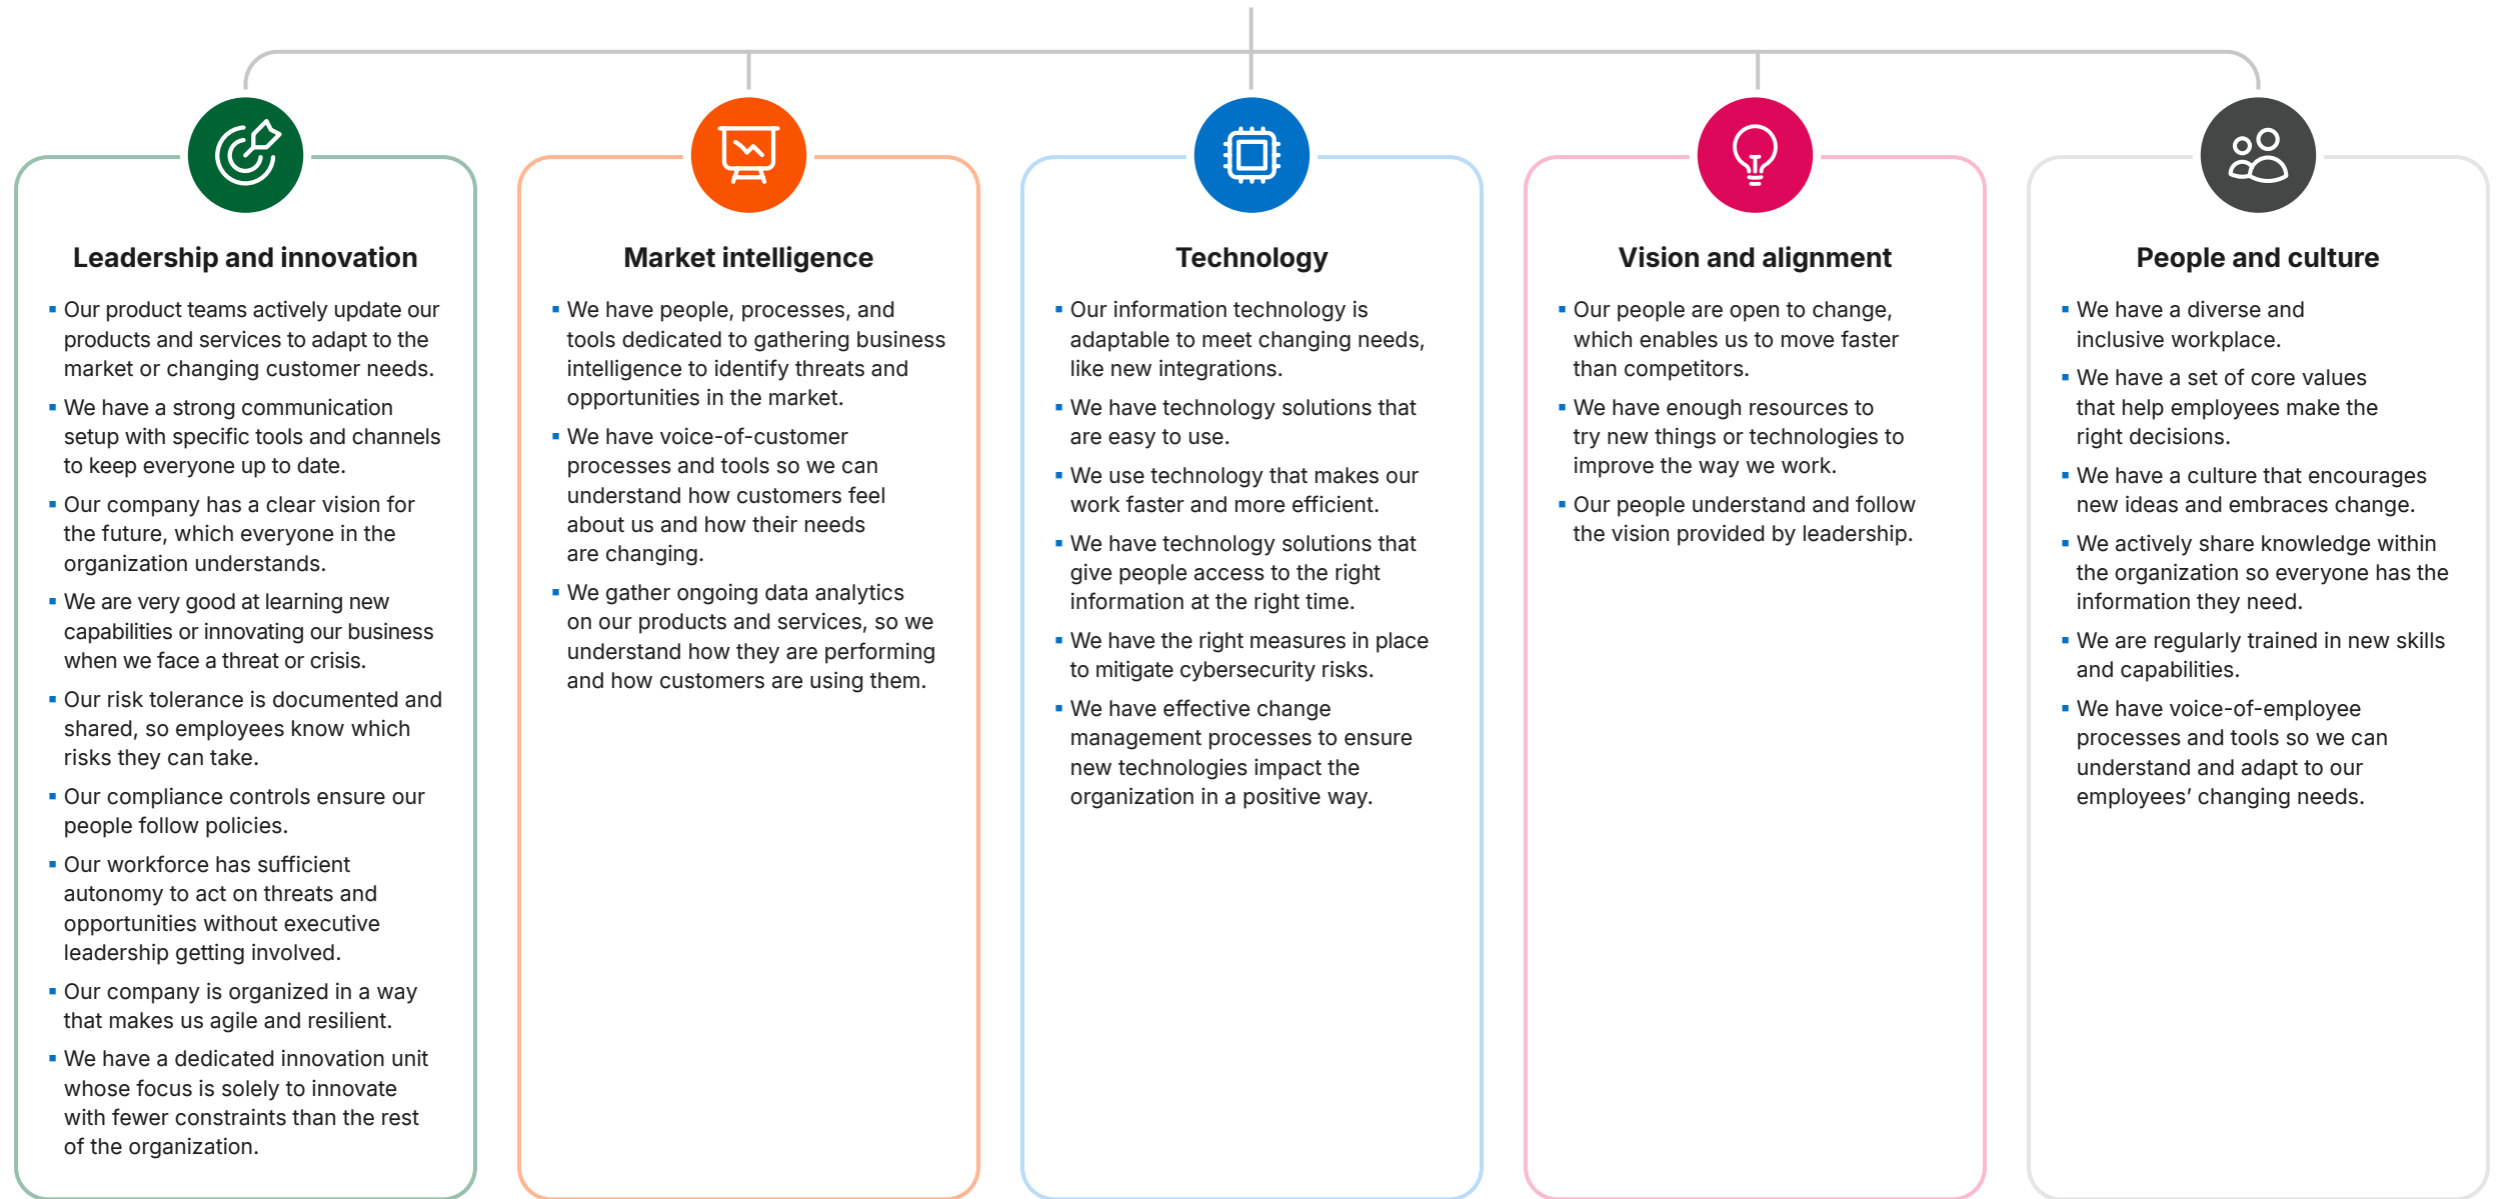 Leadership and innovation
▪ Our product teams actively update our
products and services to adapt to the
market or changing customer needs.
▪ We have a strong communication
setup with specific tools and channels
to keep everyone up to date.
▪ Our company has a clear vision for
the future, which everyone in the
organization understands.
▪ We are very good at learning new
capabilities or innovating our business
when we face a threat or crisis.
▪ Our risk tolerance is documented and
shared, so employees know which
risks they can take.
▪ Our compliance controls ensure our
people follow policies.
▪ Our workforce has sufficient
autonomy to act on threats and
opportunities without executive
leadership getting involved.
▪ Our company is organized in a way
that makes us agile and resilient.
▪ We have a dedicated innovation unit
whose focus is solely to innovate
with fewer constraints than the rest
of the organization.
Market intelligence
▪ We have people, processes, and
tools dedicated to gathering business
intelligence to identify threats and
opportunities in the market.
▪ We have voice-of-customer
processes and tools so we can
understand how customers feel
about us and how their needs
are changing.
▪ We gather ongoing data analytics
on our products and services, so we
understand how they are performing
and how customers are using them.
Technology
▪ Our information technology is
adaptable to meet changing needs,
like new integrations.
▪ We have technology solutions that
are easy to use.
▪ We use technology that makes our
work faster and more efficient.
▪ We have technology solutions that
give people access to the right
information at the right time.
▪ We have the right measures in place
to mitigate cybersecurity risks.
▪ We have effective change
management processes to ensure
new technologies impact the
organization in a positive way.
Vision and alignment
▪ Our people are open to change,
which enables us to move faster
than competitors.
▪ We have enough resources to
try new things or technologies to
improve the way we work.
▪ Our people understand and follow
the vision provided by leadership.
People and culture
▪ We have a diverse and
inclusive workplace.
▪ We have a set of core values
that help employees make the
right decisions.
▪ We have a culture that encourages
new ideas and embraces change.
▪ We actively share knowledge within
the organization so everyone has the
information they need.
▪ We are regularly trained in new skills
and capabilities.
▪ We have voice-of-employee
processes and tools so we can
understand and adapt to our
employees’ changing needs.